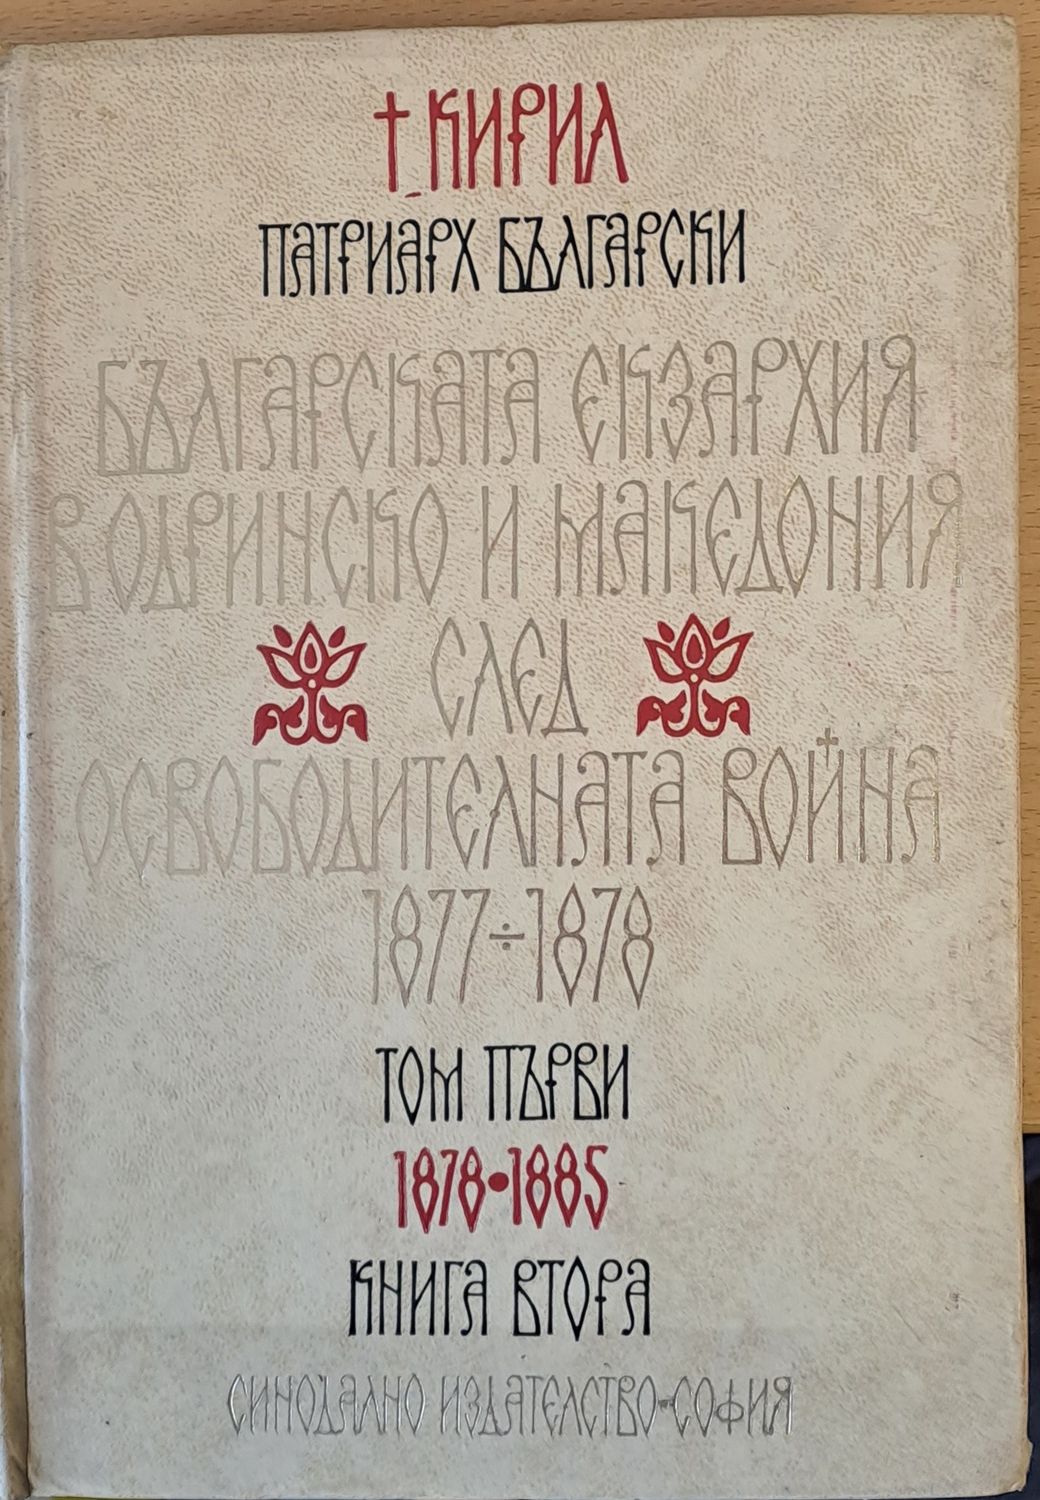 † КИРИЛ
ПАТРИАРХ БЪЛГАРСКИ
БЪЛГАРСКАТА ЕКЗАРХИЯ
В ОДРИНСКО И МАКЕДОНИЯ
СЛЕД
ОСВОБОДИТЕЛНАТА ВОЙНА
1877÷1878
ТОМ ПЪРВИ
1878•1885
КНИГА ВТОРА
СИНОДАЛНО ИЗДАТЕЛСТВО-СОФИЯ